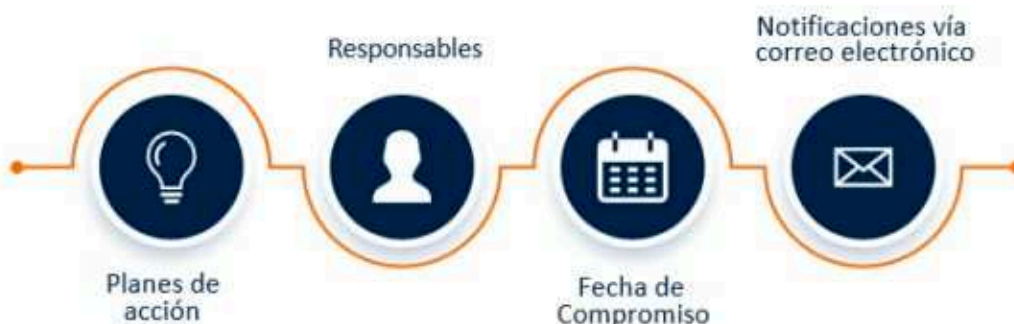 Planes de
acción
Responsables
Fecha de
Compromiso
Notificaciones vía
correo electrónico